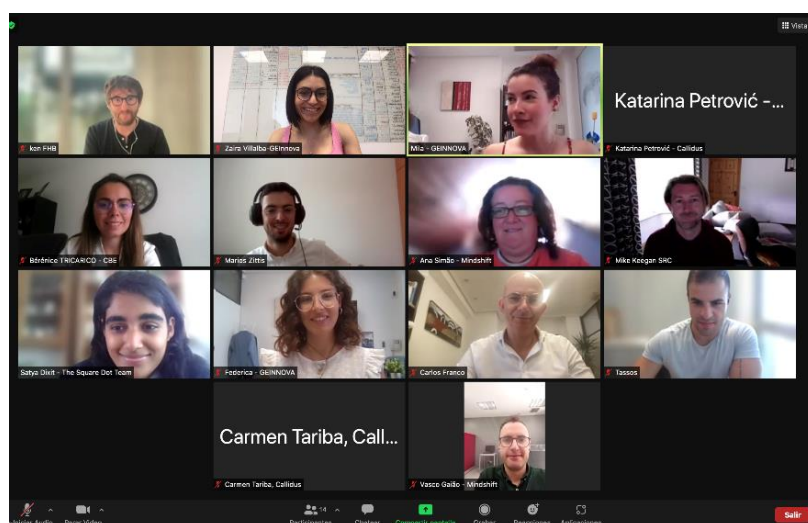 Vista
ken FHB
Zaira Villalba-GEInnova
Mila - GEINNOVA
Katarina Petrović -...
Katarina Petrović - Callidus
Bérénice TRICARICO - CBE
Marios Zittis
Ana Simão - Mindshift
Mike Keegan SRC
Satya Dixit - The Square Dot Team
Federica - GEINNOVA
Carlos Franco
Tassos
Carmen Tariba, Call...
Carmen Tariba, Callidus
Vasco Gaião - Mindshift
14
Salir